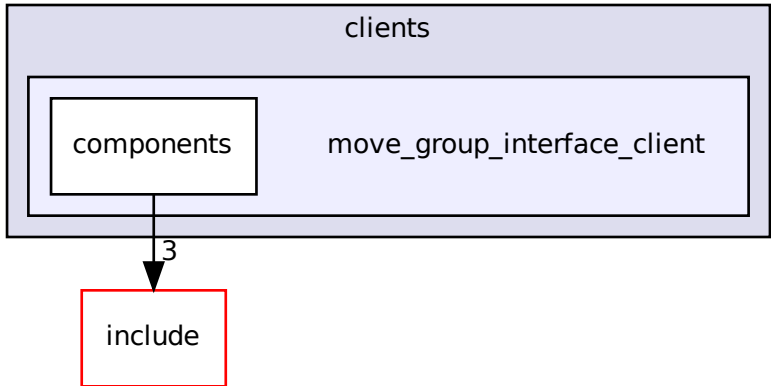 clients
components
move_group_interface_client
3
include